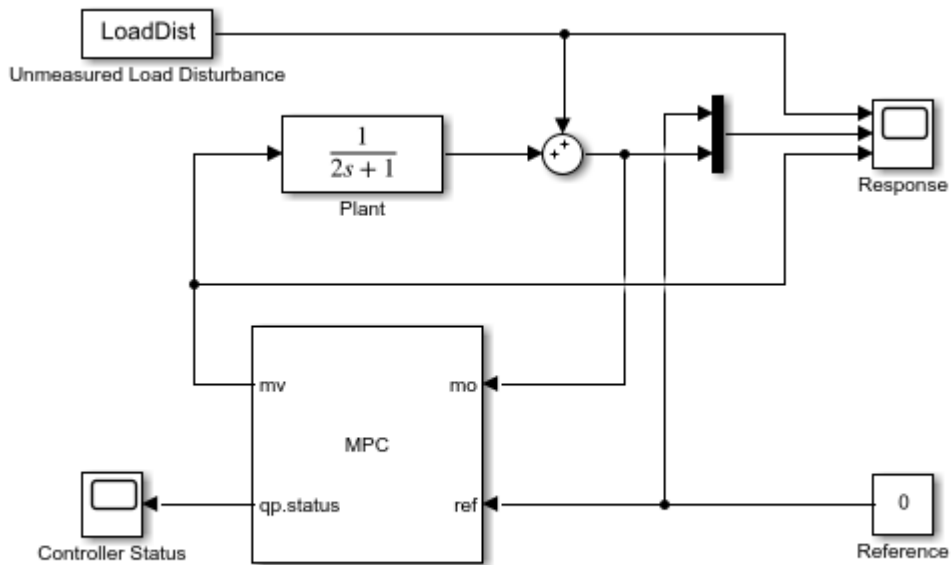 LoadDist
Unmeasured Load Disturbance
1
2s + 1
Plant
+ +
Response
mv
mo
MPC
qp.status
ref
Controller Status
0
Reference